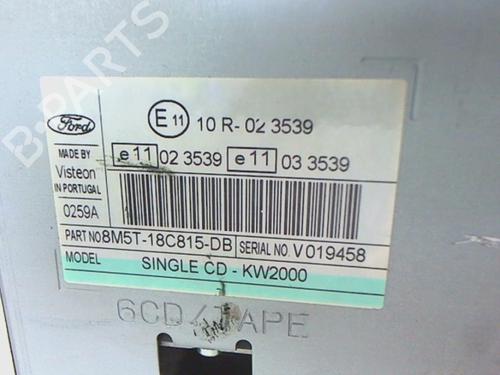 B-PARTS
Ford
E 11 10 R- 02 3539
MADE BY
Visteon
IN PORTUGAL
e 11 02 3539 e 11 03 3539
0259A
PART NO. 8M5T-18C815-DB SERIAL NO. V 019458
MODEL SINGLE CD - KW2000
6CD/TAPE